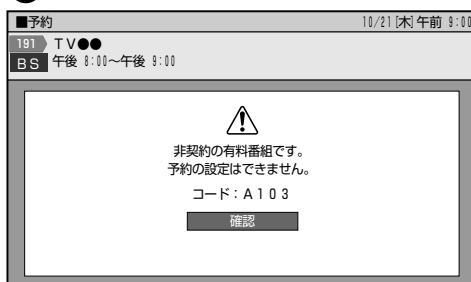 ■予約 10/21[木]午前 9:00
191 TV●●
BS 午後 8:00～午後 9:00
非契約の有料番組です。
予約の設定はできません。
コード：A103
確認